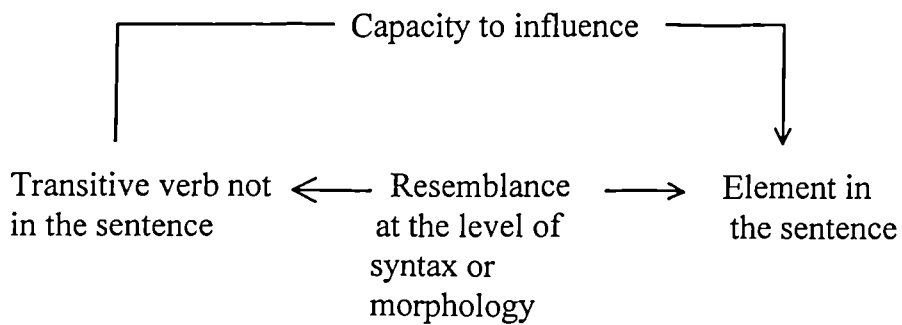 Capacity to influence
Transitive verb not
in the sentence
Resemblance
at the level of
syntax or
morphology
Element in
the sentence